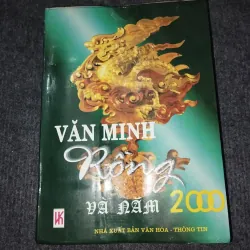 VĂN MINH
Rồng
VÀ NĂM 2000
NHÀ XUẤT BẢN VĂN HÓA - THÔNG TIN